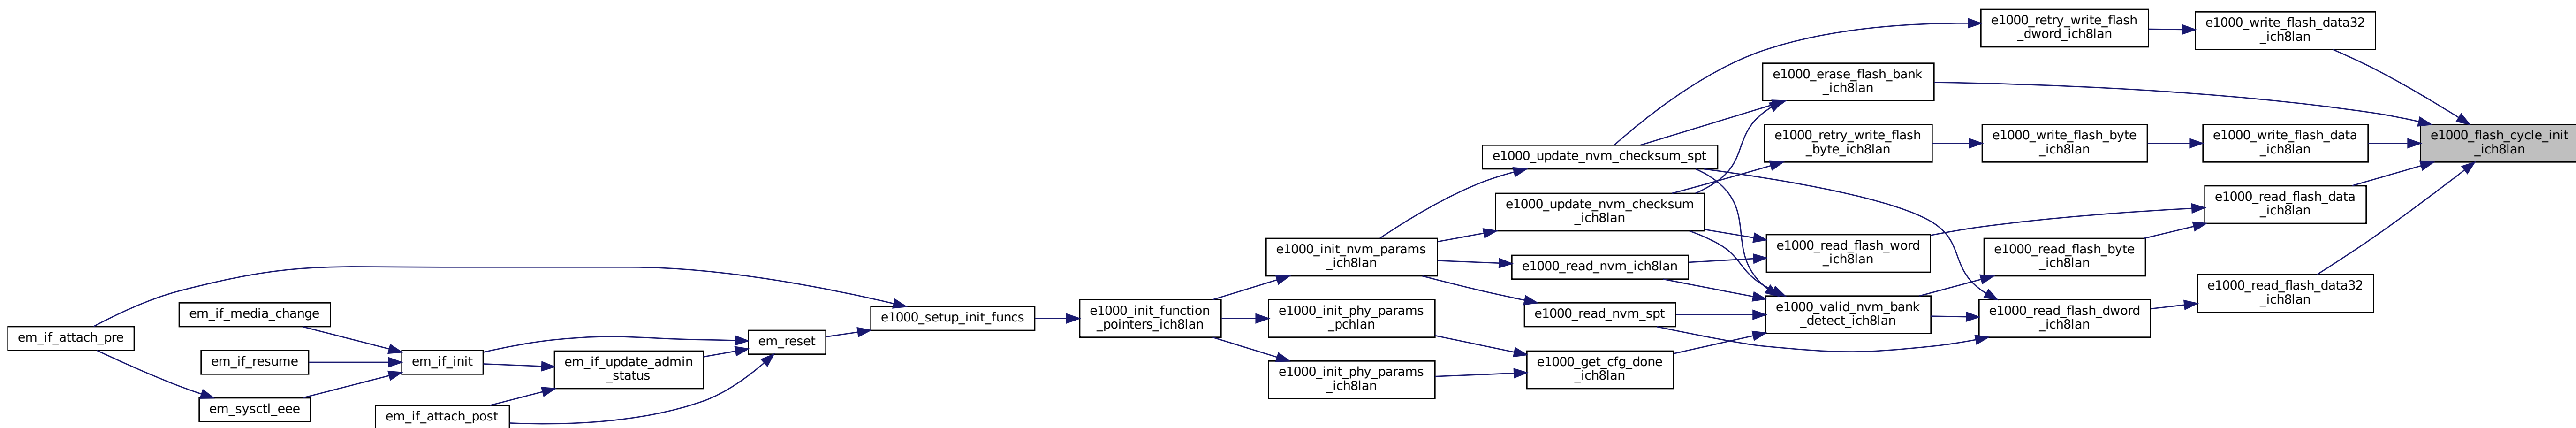 e1000_retry_write_flash
_dword_ich8lan
e1000_write_flash_data32
_ich8lan
e1000_erase_flash_bank
_ich8lan
e1000_retry_write_flash
_byte_ich8lan
e1000_write_flash_byte
_ich8lan
e1000_write_flash_data
_ich8lan
e1000_flash_cycle_init
_ich8lan
e1000_update_nvm_checksum_spt
e1000_update_nvm_checksum
_ich8lan
e1000_read_flash_data
_ich8lan
e1000_init_nvm_params
_ich8lan
e1000_read_nvm_ich8lan
e1000_read_flash_word
_ich8lan
e1000_read_flash_byte
_ich8lan
e1000_read_flash_data32
_ich8lan
em_if_attach_pre
em_if_media_change
em_if_resume
em_sysctl_eee
em_if_init
em_if_update_admin
_status
em_if_attach_post
em_reset
e1000_setup_init_funcs
e1000_init_function
_pointers_ich8lan
e1000_init_phy_params
_pchlan
e1000_init_phy_params
_ich8lan
e1000_read_nvm_spt
e1000_get_cfg_done
_ich8lan
e1000_valid_nvm_bank
_detect_ich8lan
e1000_read_flash_dword
_ich8lan